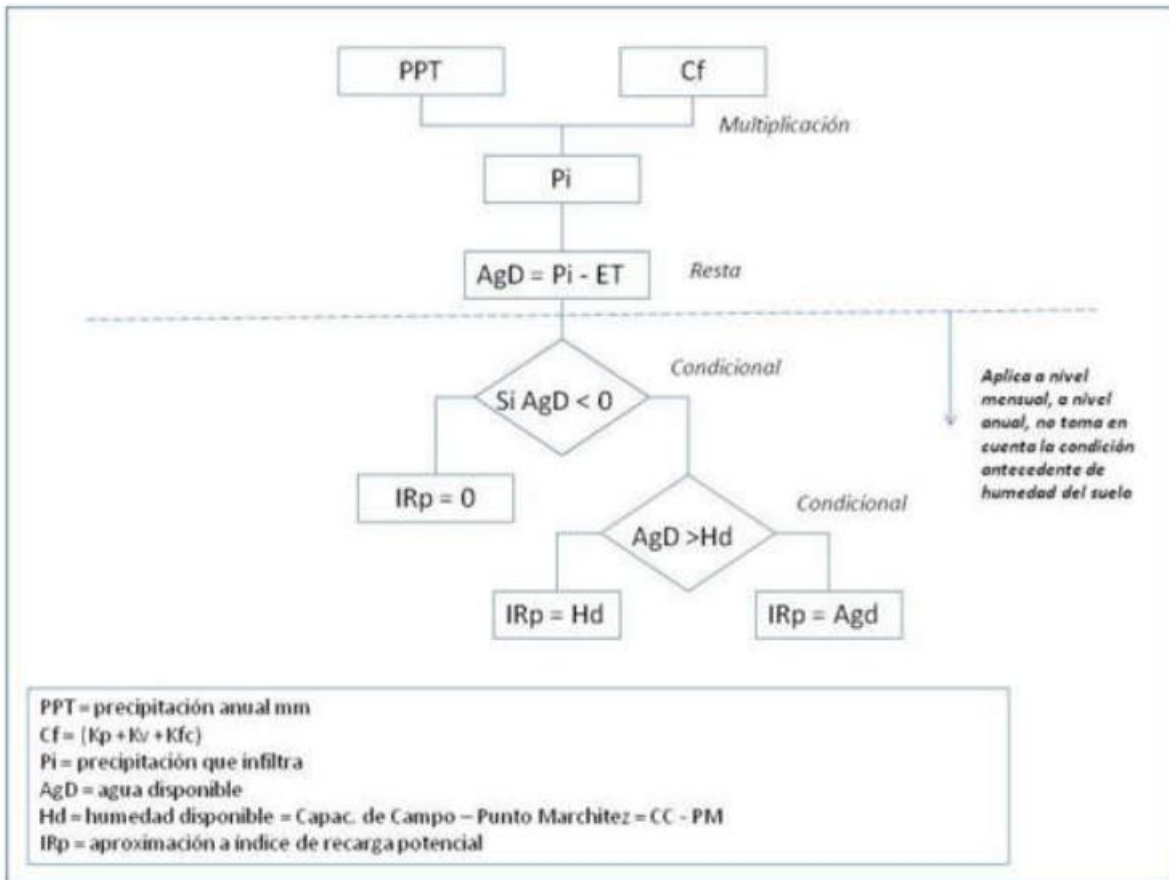 PPT
Cf
Multiplicación
Pi
AgD = Pi - ET
Resta
Condicional
Si AgD < 0
Aplica a nivel
mensual, a nivel
anual, no toma en
cuenta la condición
antecedente de
humedad del suelo
IRp = 0
Condicional
AgD >Hd
IRp = Hd
IRp = Agd
PPT = precipitación anual mm
Cf = (Kp +Kv +Kfc)
Pi = precipitación que infiltra
AgD = agua disponible
Hd = humedad disponible = Capac. de Campo – Punto Marchitez = CC - PM
IRp = aproximación a índice de recarga potencial